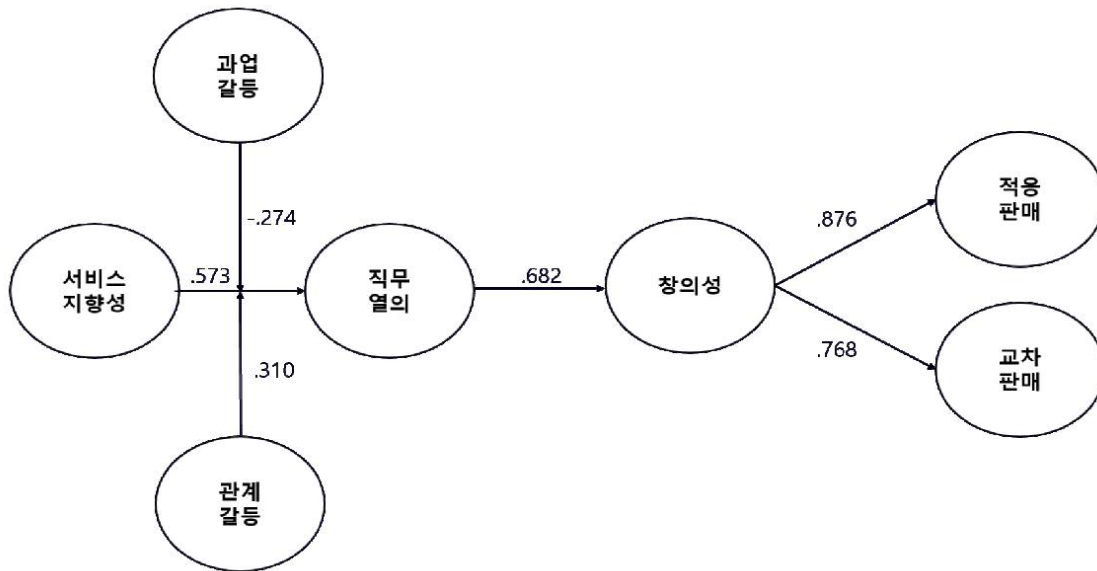 과업
갈등
-.274
서비스
지향성
.573
직무
열의
.682
창의성
.876
적응
판매
.768
교차
판매
.310
관계
갈등